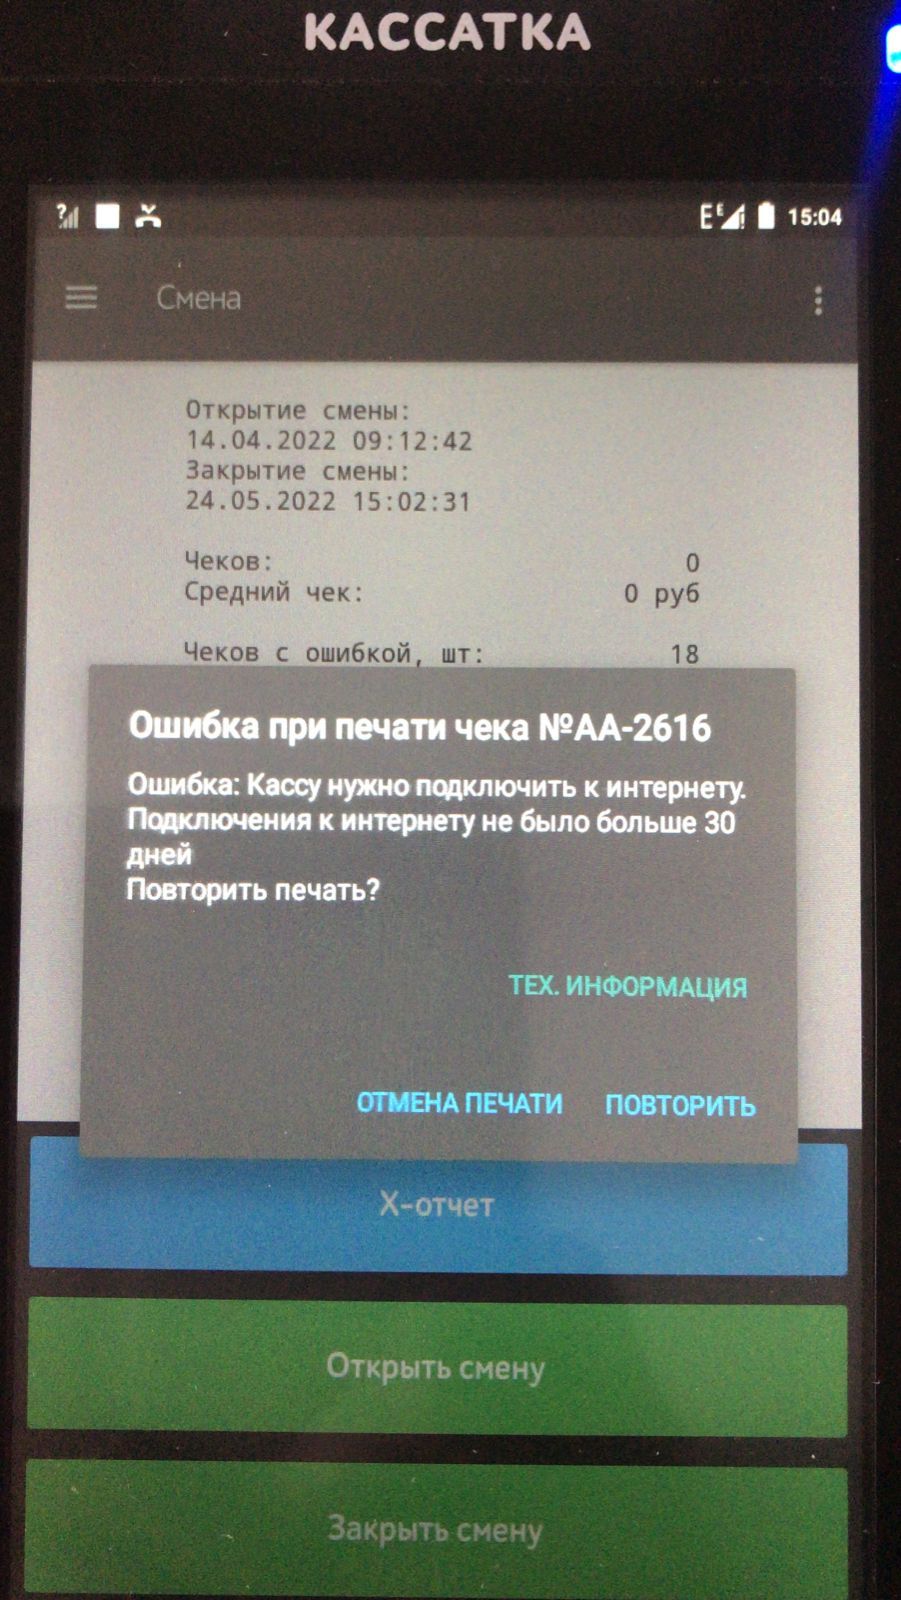 КАССАТКА
15:04
Смена
Открытие смены:
14.04.2022 09:12:42
Закрытие смены:
24.05.2022 15:02:31
Чеков: 0
Средний чек: 0 руб
Чеков с ошибкой, шт: 18
Ошибка при печати чека №АА-2616
Ошибка: Кассу нужно подключить к интернету.
Подключения к интернету не было больше 30
дней
Повторить печать?
ТЕХ. ИНФОРМАЦИЯ
ОТМЕНА ПЕЧАТИ ПОВТОРИТЬ
Х-отчет
Открыть смену
Закрыть смену